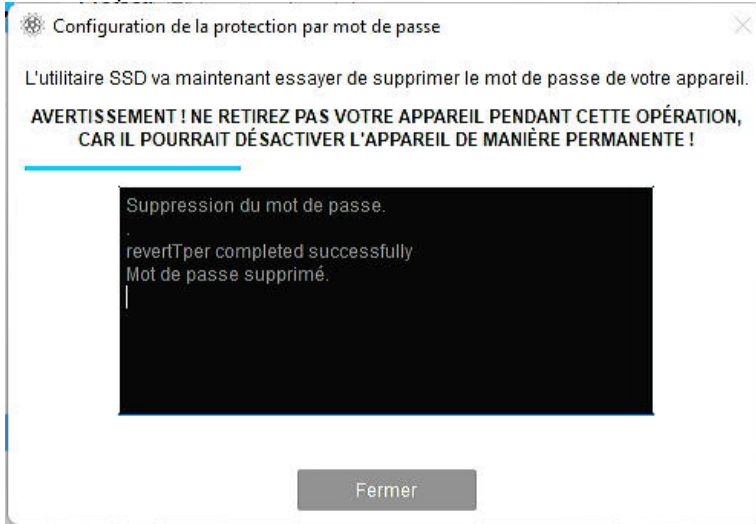 Configuration de la protection par mot de passe
L'utilitaire SSD va maintenant essayer de supprimer le mot de passe de votre appareil.
AVERTISSEMENT ! NE RETIREZ PAS VOTRE APPAREIL PENDANT CETTE OPÉRATION,
CAR IL POURRAIT DÉSACTIVER L'APPAREIL DE MANIÈRE PERMANENTE !
Suppression du mot de passe.
.
revertTper completed successfully
Mot de passe supprimé.
Fermer